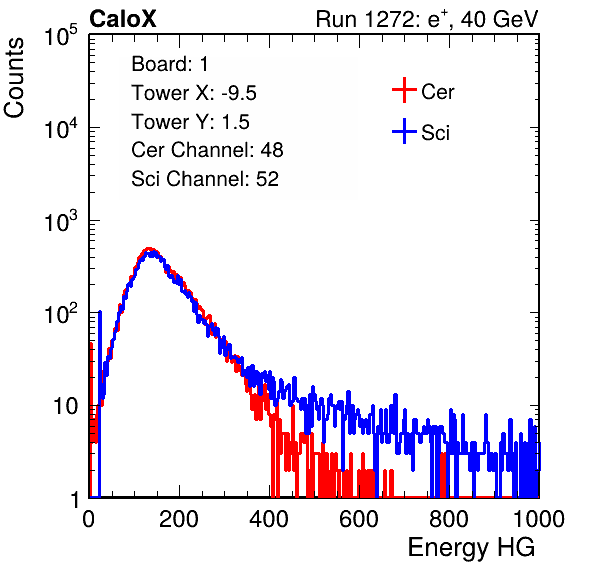 CaloX
Run 1272: e+, 40 GeV
Counts
10^5
10^4
10^3
10^2
10
1
Board: 1
Tower X: -9.5
Tower Y: 1.5
Cer Channel: 48
Sci Channel: 52
Cer
Sci
0 200 400 600 800 1000
Energy HG